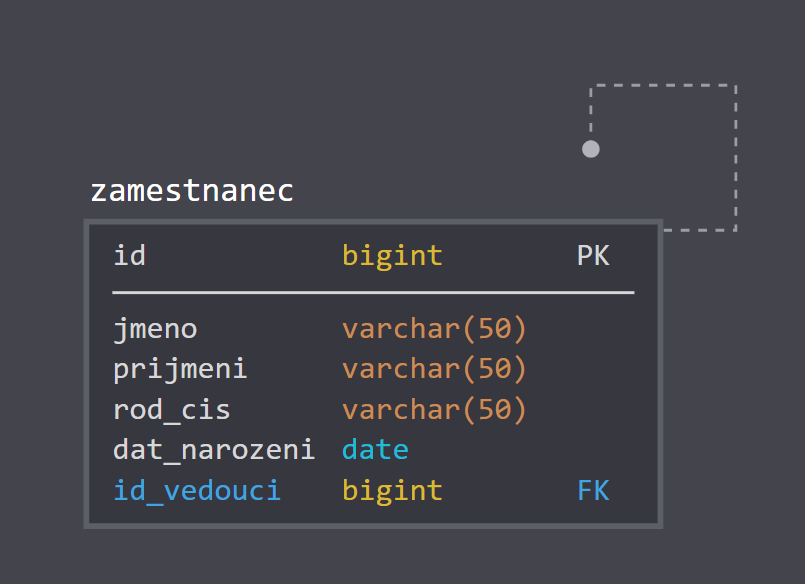 zamestnanec
id bigint PK
jmeno varchar(50)
prijmeni varchar(50)
rod_cis varchar(50)
dat_narozeni date
id_vedouci bigint FK